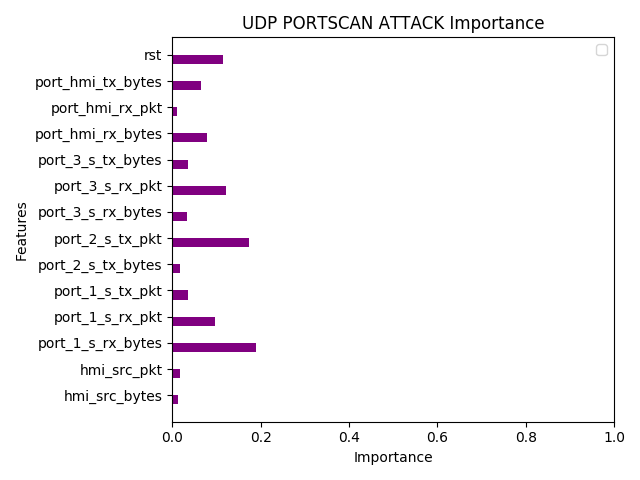 UDP PORTSCAN ATTACK Importance
rst
port_hmi_tx_bytes
port_hmi_rx_pkt
port_hmi_rx_bytes
port_3_s_tx_bytes
port_3_s_rx_pkt
port_3_s_rx_bytes
port_2_s_tx_pkt
port_2_s_tx_bytes
port_1_s_tx_pkt
port_1_s_rx_pkt
port_1_s_rx_bytes
hmi_src_pkt
hmi_src_bytes
Features
0.0 0.2 0.4 0.6 0.8 1.0
Importance